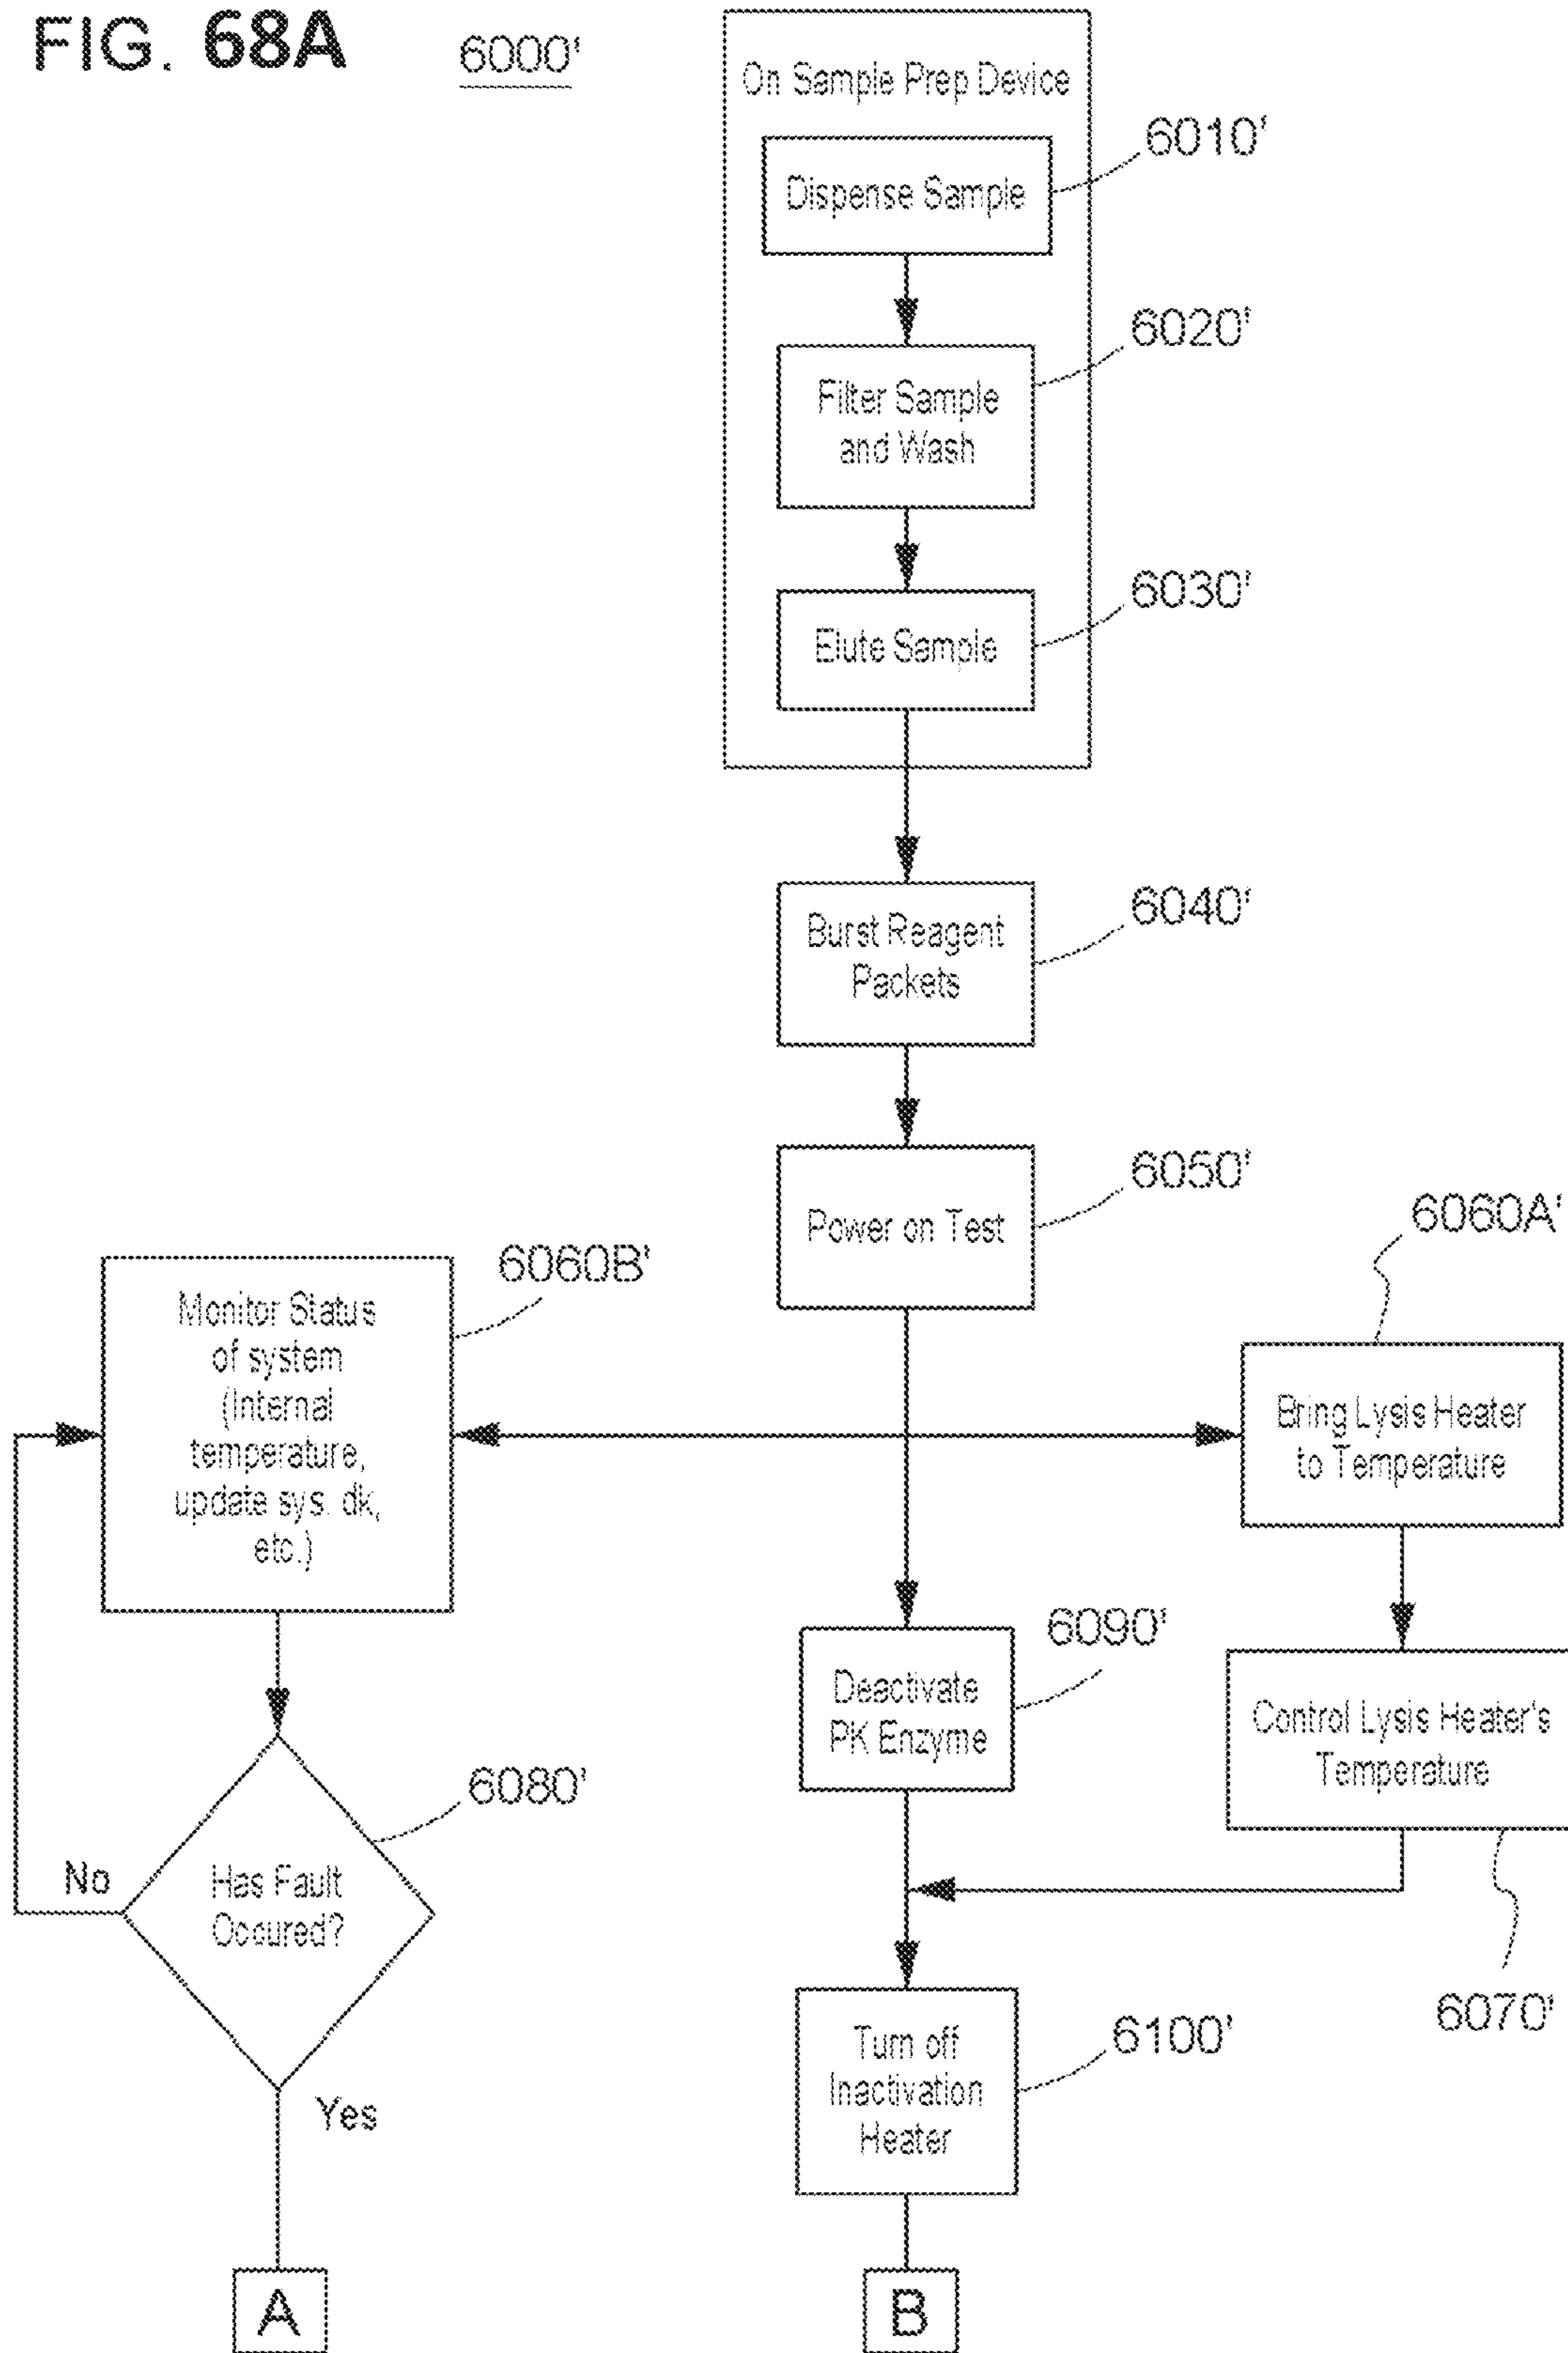 FIG. 68A
6000'
On Sample Prep Device
Dispense Sample
6010'
Filter Sample
and Wash
6020'
Elute Sample
6030'
Burst Reagent
Packets
6040'
Power on Test
6050'
6060A'
6060B'
Monitor Status
of system
(Internal
temperature,
update sys. dk,
etc.)
Bring Lysis Heater
to Temperature
Deactivate
PK Enzyme
6090'
Control Lysis Heater's
Temperature
6070'
6080'
Has Fault
Occured?
No
Yes
Turn off
Inactivation
Heater
6100'
A
B